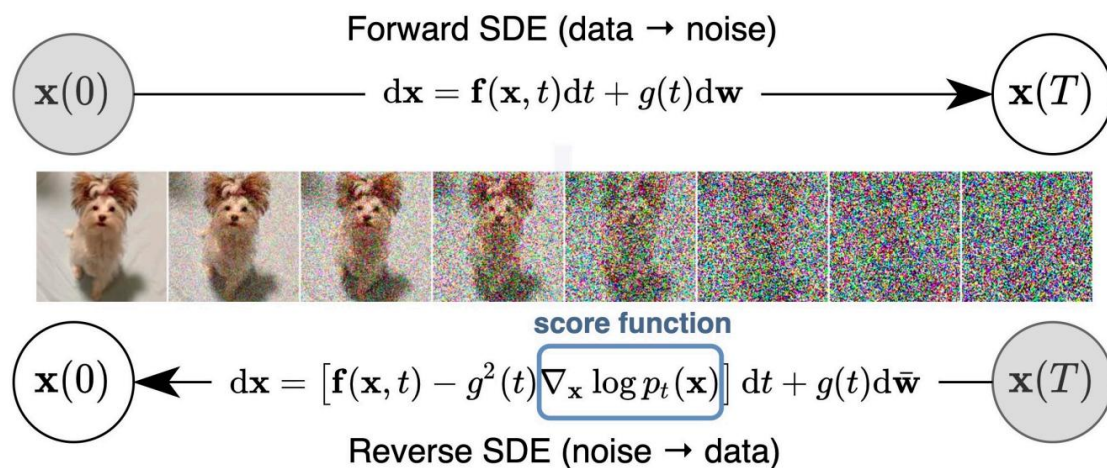 Forward SDE (data → noise)
x(0) dx = f(x, t)dt + g(t)dw x(T)
score function
x(0) dx = [f(x, t) − g²(t)∇ₓ log pₜ(x)] dt + g(t)dw̄ x(T)
Reverse SDE (noise → data)